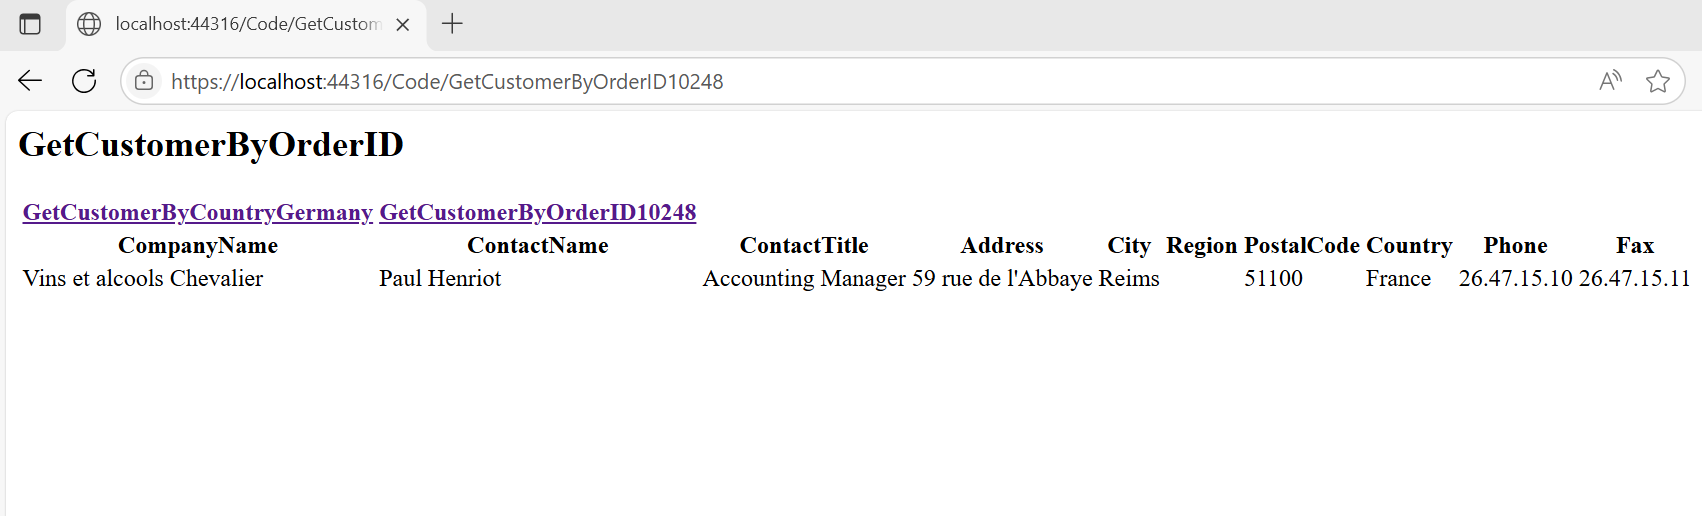 localhost:44316/Code/GetCustom
https://localhost:44316/Code/GetCustomerByOrderID10248
GetCustomerByOrderID
GetCustomerByCountryGermany GetCustomerByOrderID10248
CompanyName ContactName ContactTitle Address City Region PostalCode Country Phone Fax
Vins et alcools Chevalier Paul Henriot Accounting Manager 59 rue de l'Abbaye Reims 51100 France 26.47.15.10 26.47.15.11